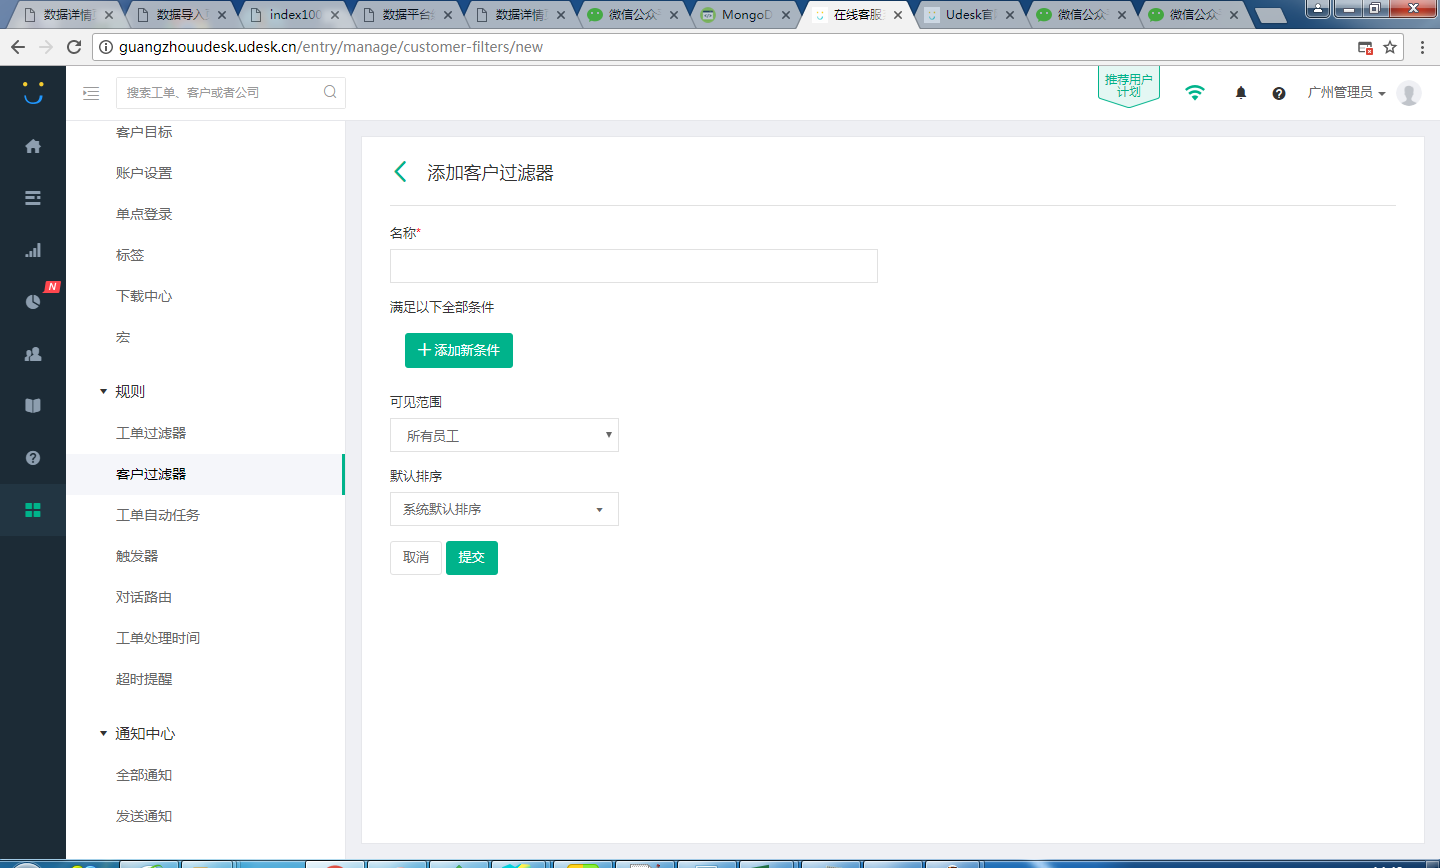 数据详情
数据导入
index100
数据平台
数据详情
微信公众
微信公众
MongoD
在线客服
Udesk官
微信公众
微信公众
guangzhouudesk.udesk.cn/entry/manage/customer-filters/new
搜索工单、客户或者公司
推荐用户
计划
广州管理员
N
客户目标
账户设置
单点登录
标签
下载中心
宏
规则
工单过滤器
客户过滤器
工单自动任务
触发器
对话路由
工单处理时间
超时提醒
通知中心
全部通知
发送通知
添加客户过滤器
名称*
满足以下全部条件
添加新条件
可见范围
所有员工
默认排序
系统默认排序
取消
提交